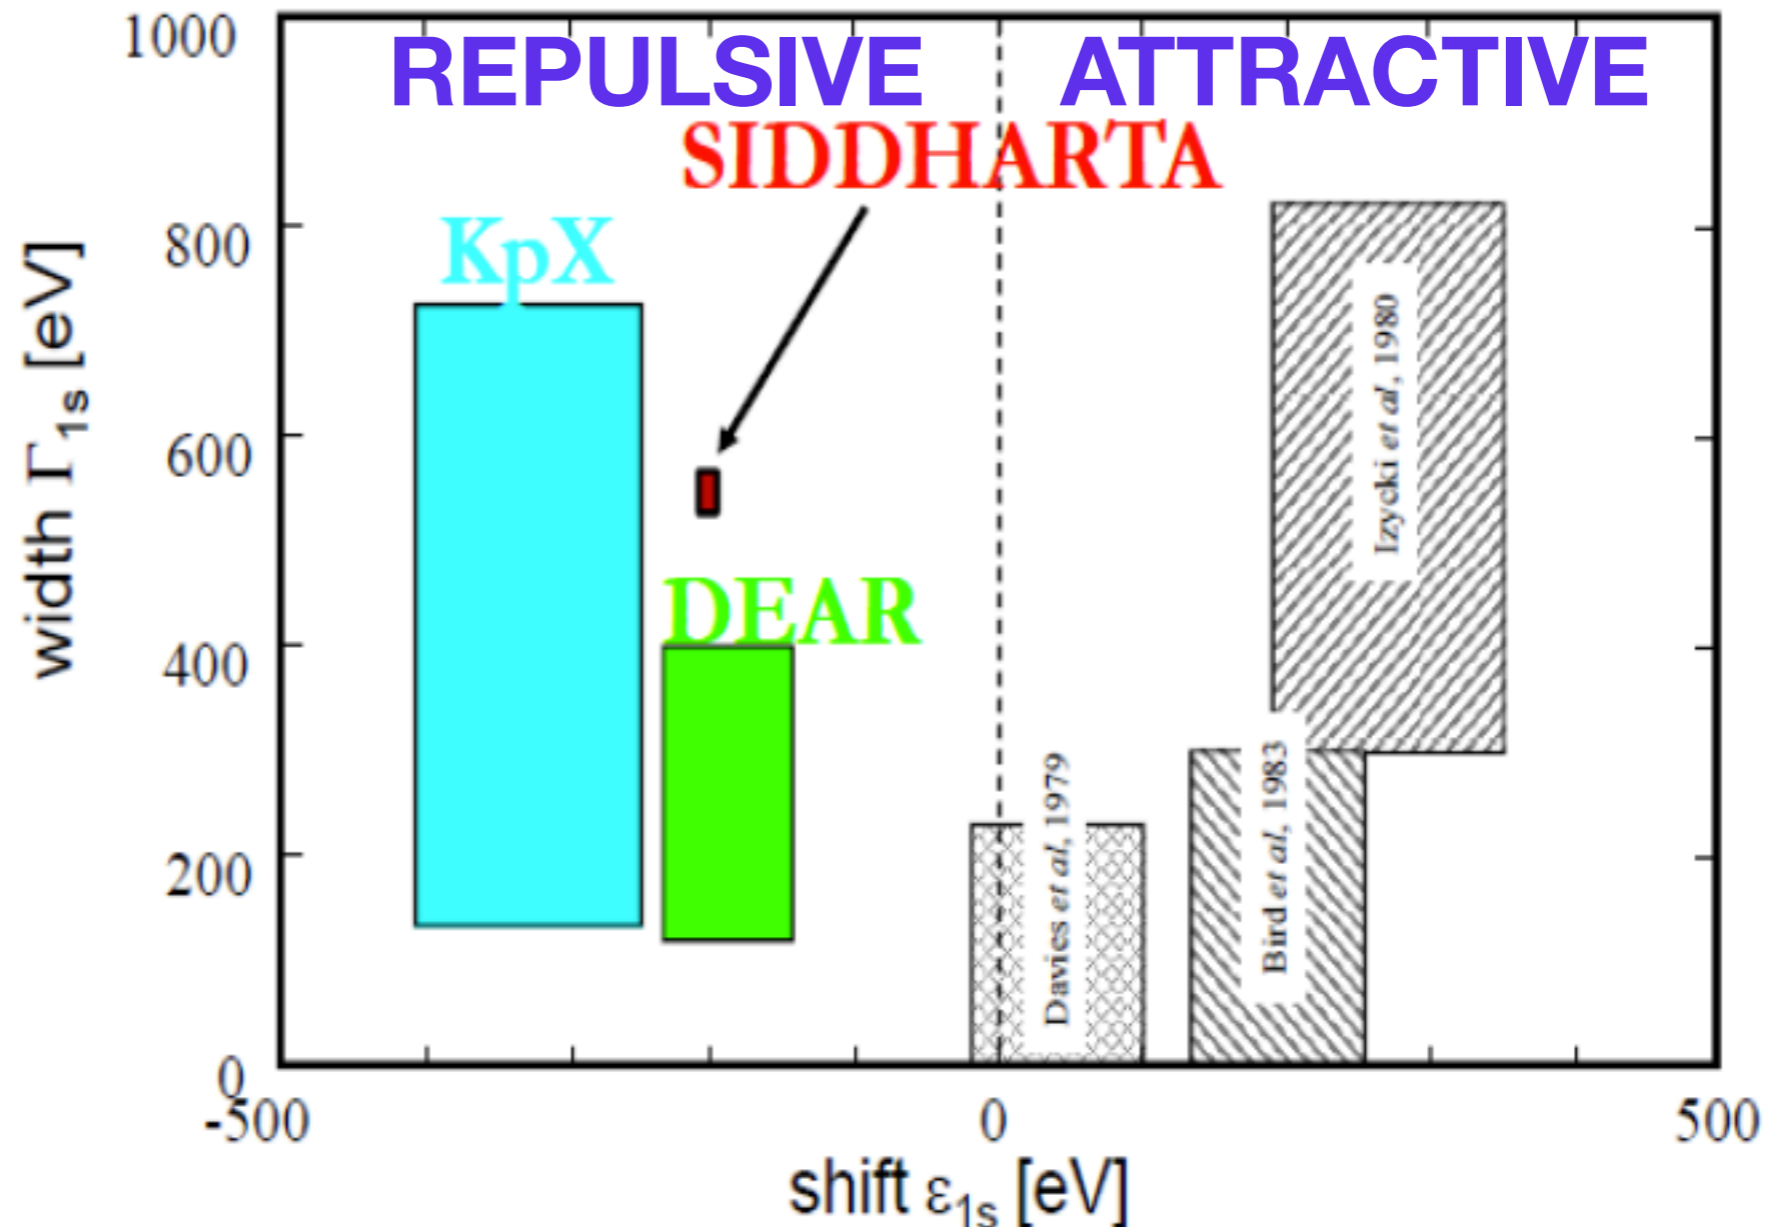 REPULSIVE
ATTRACTIVE
SIDDHARTA
KpX
DEAR
Izycki et al, 1980
Bird et al, 1983
Davies et al, 1979
width Γ1s [eV]
1000
800
600
400
200
0
-500
0
500
shift ε1s [eV]